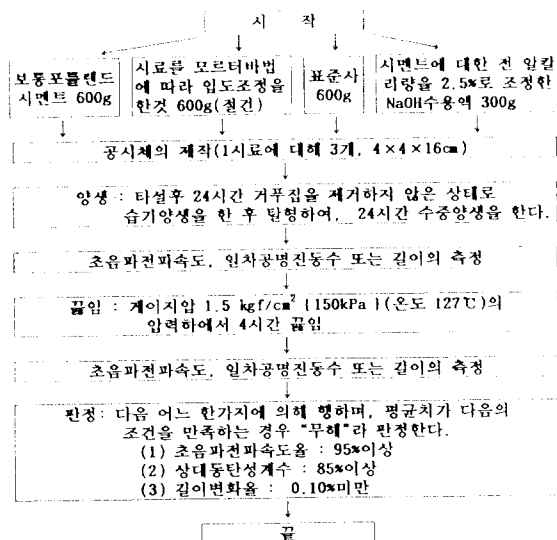 시 작
보통포틀랜드
시멘트 600g
시료를 모르터바법
에 따라 입도조정을
한것 600g(절건)
표준사
600g
시멘트에 대한 전 알칼
리량을 2.5%로 조정한
NaOH수용액 300g
공시체의 제작(1시료에 대해 3개, 4×4×16cm)
양생 : 타설후 24시간 거푸집을 제거하지 않은 상태로
습기양생을 한 후 탈형하여, 24시간 수중양생을 한다.
초음파전파속도, 일차공명진동수 또는 길이의 측정
끓임 : 게이지압 1.5 kgf/cm² {150kPa }(온도 127℃)의
압력하에서 4시간 끓임
초음파전파속도, 일차공명진동수 또는 길이의 측정
판정: 다음 어느 한가지에 의해 행하며, 평균치가 다음의
조건을 만족하는 경우 "무해"라 판정한다.
(1) 초음파전파속도율 : 95%이상
(2) 상대동탄성계수 : 85%이상
(3) 길이변화율 : 0.10%미만
끝